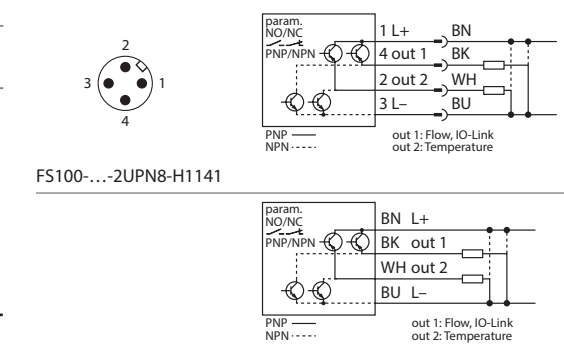 2
3 1
4
param.
NO/NC
PNP/NPN
1 L+ BN
4 out 1 BK
2 out 2 WH
3 L– BU
PNP
NPN
out 1: Flow, IO-Link
out 2: Temperature
FS100-…-2UPN8-H1141
param.
NO/NC
PNP/NPN
BN L+
BK out 1
WH out 2
BU L–
PNP
NPN
out 1: Flow, IO-Link
out 2: Temperature